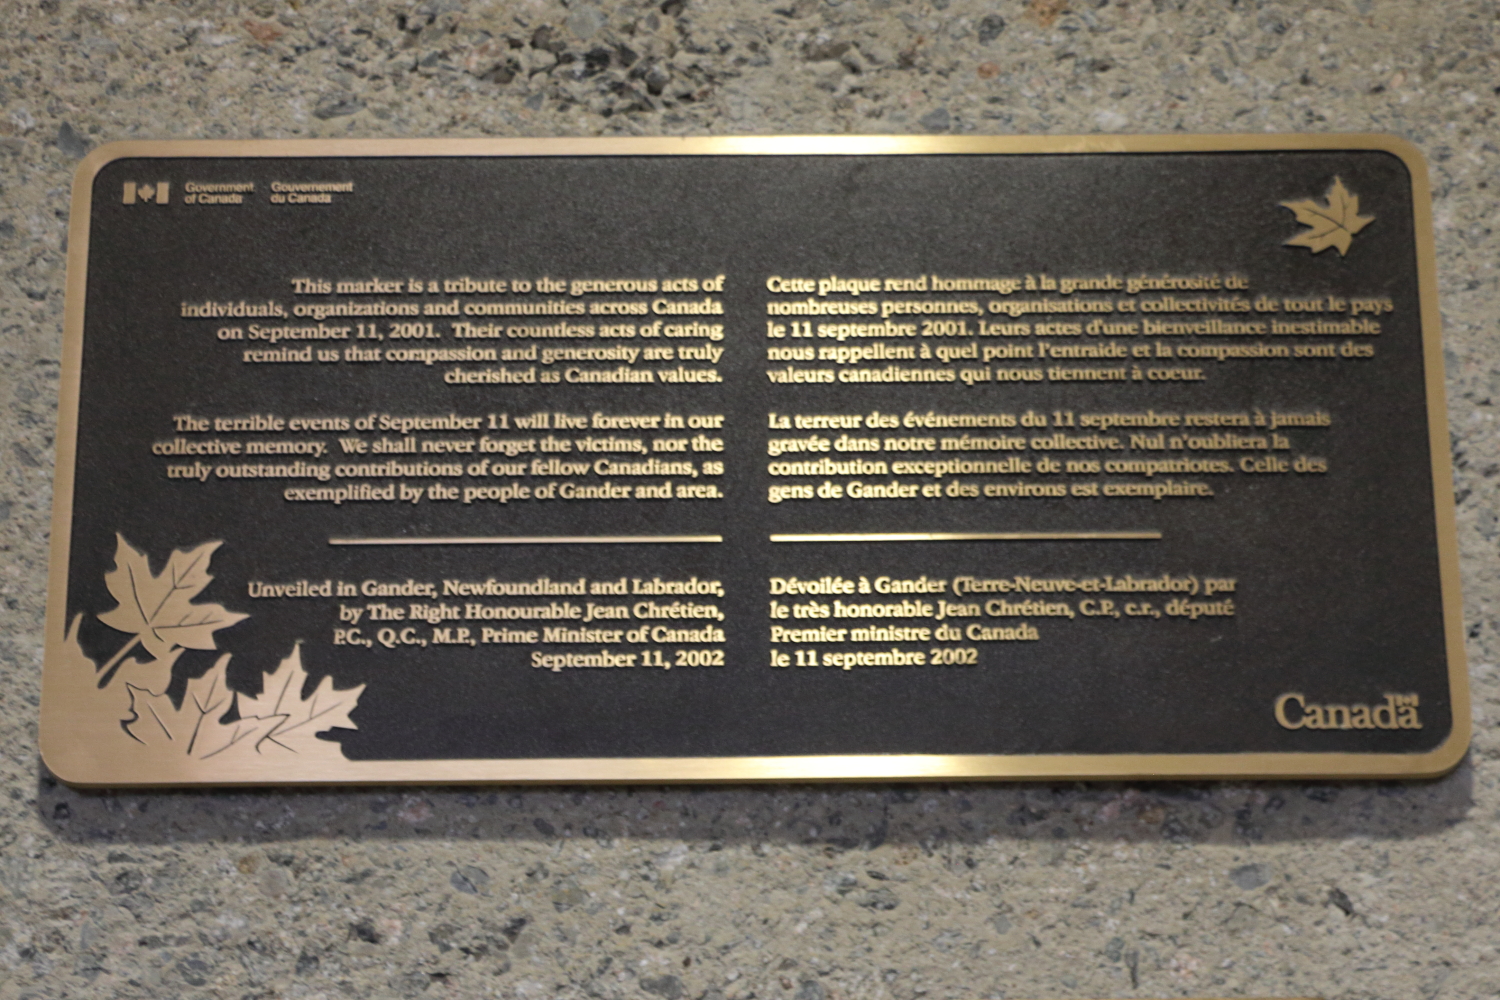 Government of Canada
Gouvernement du Canada
This marker is a tribute to the generous acts of
individuals, organizations and communities across Canada
on September 11, 2001. Their countless acts of caring
remind us that compassion and generosity are truly
cherished as Canadian values.
The terrible events of September 11 will live forever in our
collective memory. We shall never forget the victims, nor the
truly outstanding contributions of our fellow Canadians, as
exemplified by the people of Gander and area.
Unveiled in Gander, Newfoundland and Labrador,
by The Right Honourable Jean Chrétien,
P.C., Q.C., M.P., Prime Minister of Canada
September 11, 2002
Cette plaque rend hommage à la grande générosité de
nombreuses personnes, organisations et collectivités de tout le pays
le 11 septembre 2001. Leurs actes d'une bienveillance inestimable
nous rappellent à quel point l'entraide et la compassion sont des
valeurs canadiennes qui nous tiennent à coeur.
La terreur des événements du 11 septembre restera à jamais
gravée dans notre mémoire collective. Nul n'oubliera la
contribution exceptionnelle de nos compatriotes. Celle des
gens de Gander et des environs est exemplaire.
Dévoilée à Gander (Terre-Neuve-et-Labrador) par
le très honorable Jean Chrétien, C.P., c.r., député
Premier ministre du Canada
le 11 septembre 2002
Canada